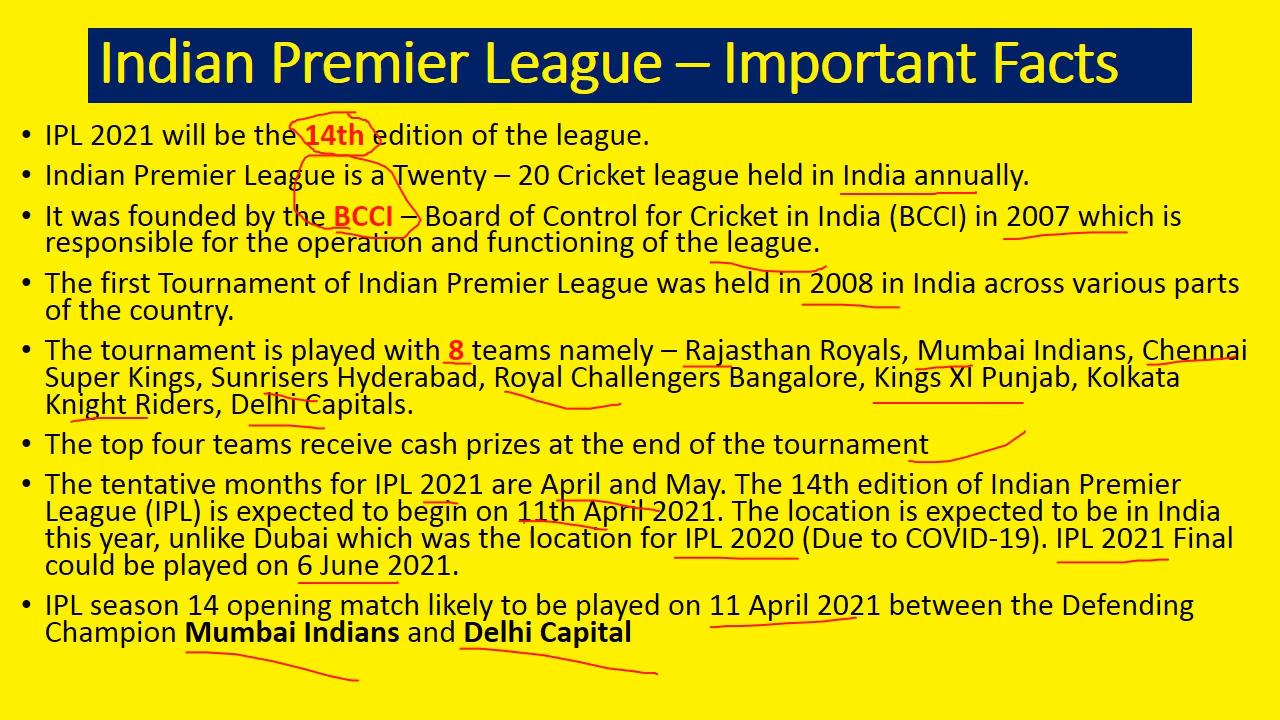 Indian Premier League – Important Facts
• IPL 2021 will be the 14th edition of the league.
• Indian Premier League is a Twenty – 20 Cricket league held in India annually.
• It was founded by the BCCI – Board of Control for Cricket in India (BCCI) in 2007 which is
responsible for the operation and functioning of the league.
• The first Tournament of Indian Premier League was held in 2008 in India across various parts
of the country.
• The tournament is played with 8 teams namely – Rajasthan Royals, Mumbai Indians, Chennai
Super Kings, Sunrisers Hyderabad, Royal Challengers Bangalore, Kings XI Punjab, Kolkata
Knight Riders, Delhi Capitals.
• The top four teams receive cash prizes at the end of the tournament
• The tentative months for IPL 2021 are April and May. The 14th edition of Indian Premier
League (IPL) is expected to begin on 11th April 2021. The location is expected to be in India
this year, unlike Dubai which was the location for IPL 2020 (Due to COVID-19). IPL 2021 Final
could be played on 6 June 2021.
• IPL season 14 opening match likely to be played on 11 April 2021 between the Defending
Champion Mumbai Indians and Delhi Capital